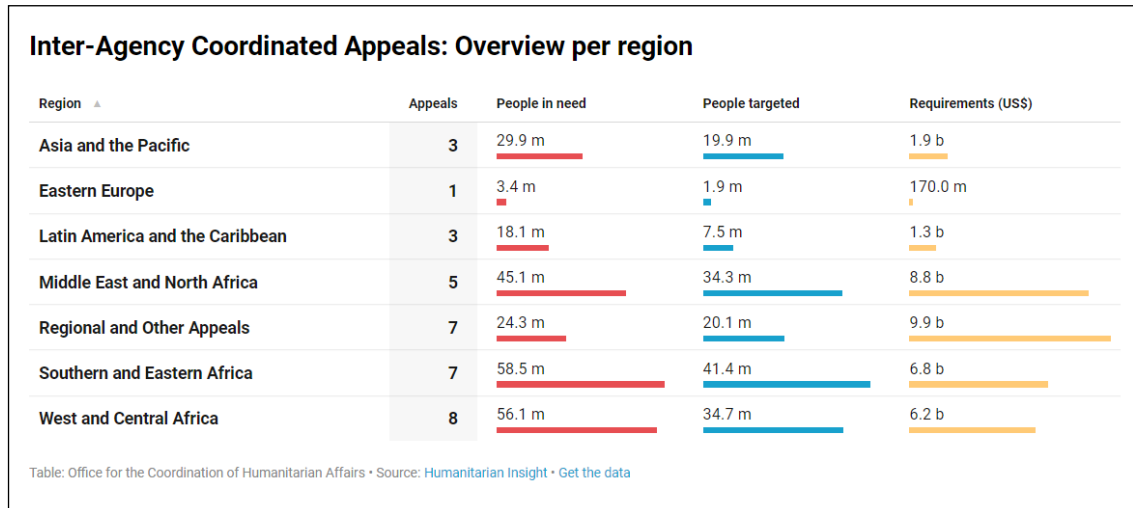 Inter-Agency Coordinated Appeals: Overview per region
Region ▲ Appeals People in need People targeted Requirements (US$)
Asia and the Pacific 3 29.9 m 19.9 m 1.9 b
Eastern Europe 1 3.4 m 1.9 m 170.0 m
Latin America and the Caribbean 3 18.1 m 7.5 m 1.3 b
Middle East and North Africa 5 45.1 m 34.3 m 8.8 b
Regional and Other Appeals 7 24.3 m 20.1 m 9.9 b
Southern and Eastern Africa 7 58.5 m 41.4 m 6.8 b
West and Central Africa 8 56.1 m 34.7 m 6.2 b
Table: Office for the Coordination of Humanitarian Affairs • Source: Humanitarian Insight • Get the data